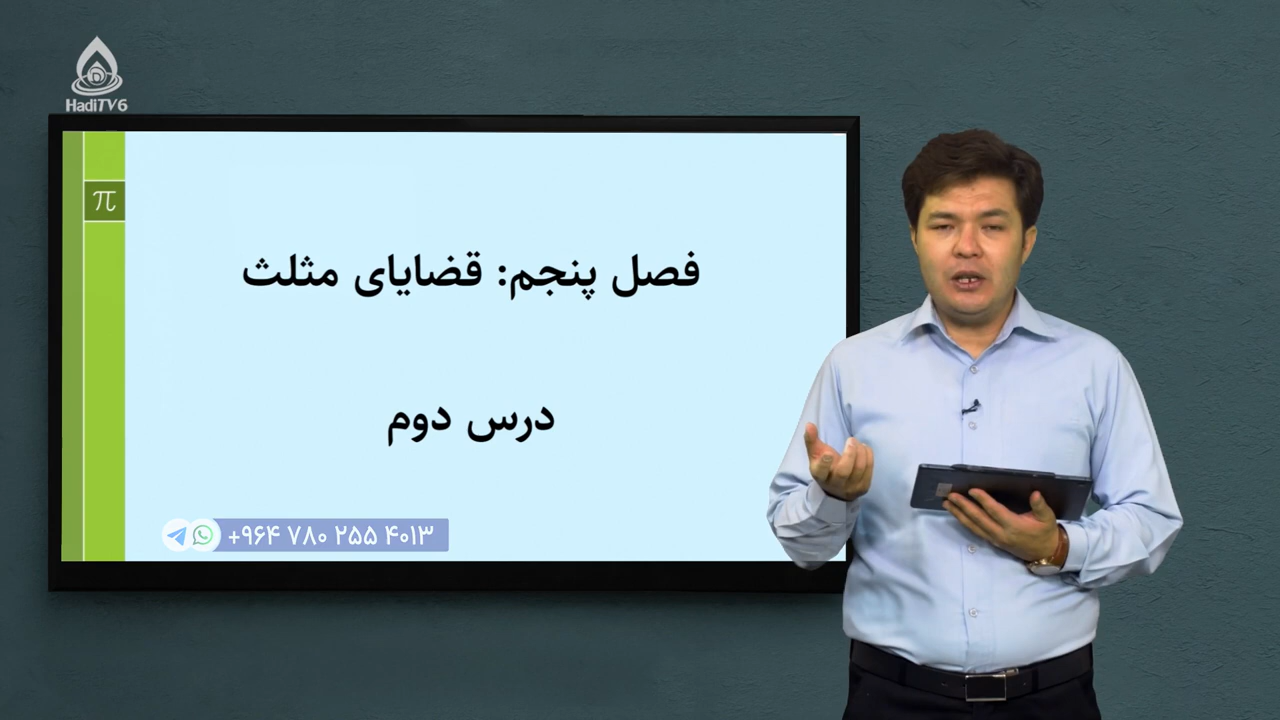 HadiTV6
π
فصل پنجم: قضایای مثلث
درس دوم
+۹۶۴ ۷۸۰ ۲۵۵ ۴۰۱۳